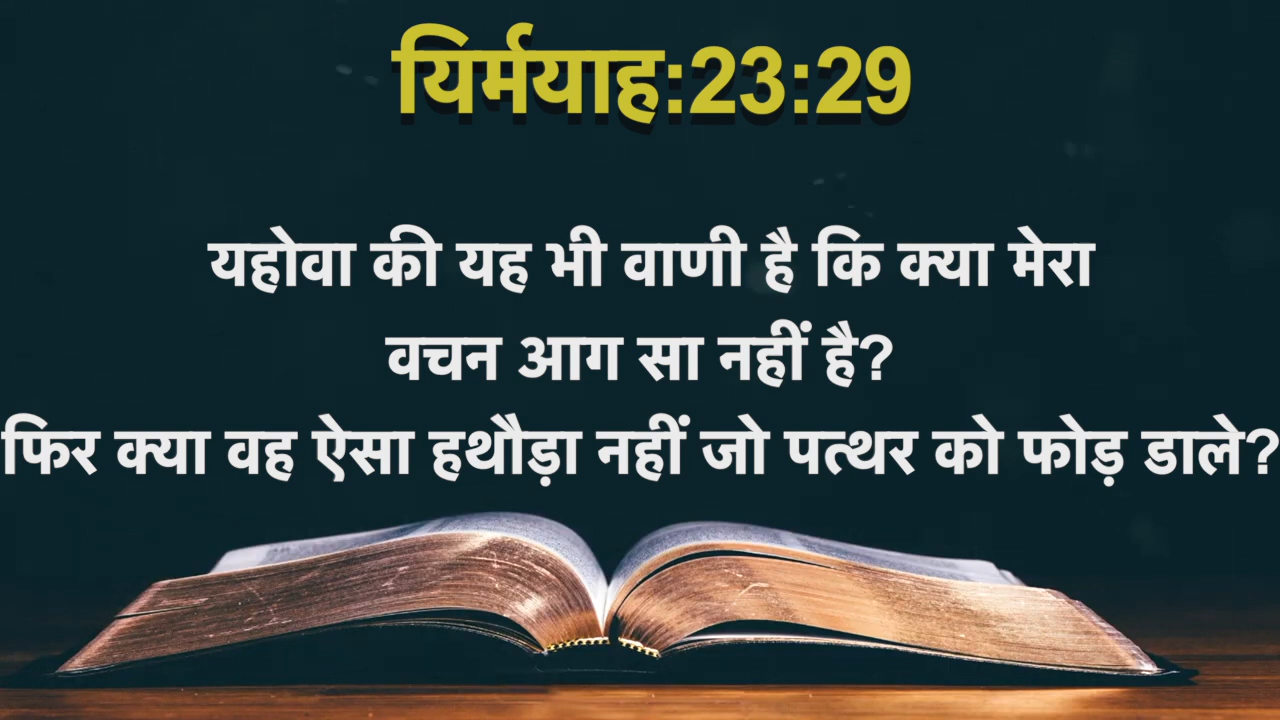 यिर्मयाह:23:29
यहोवा की यह भी वाणी है कि क्या मेरा
वचन आग सा नहीं है?
फिर क्या वह ऐसा हथौड़ा नहीं जो पत्थर को फोड़ डाले?